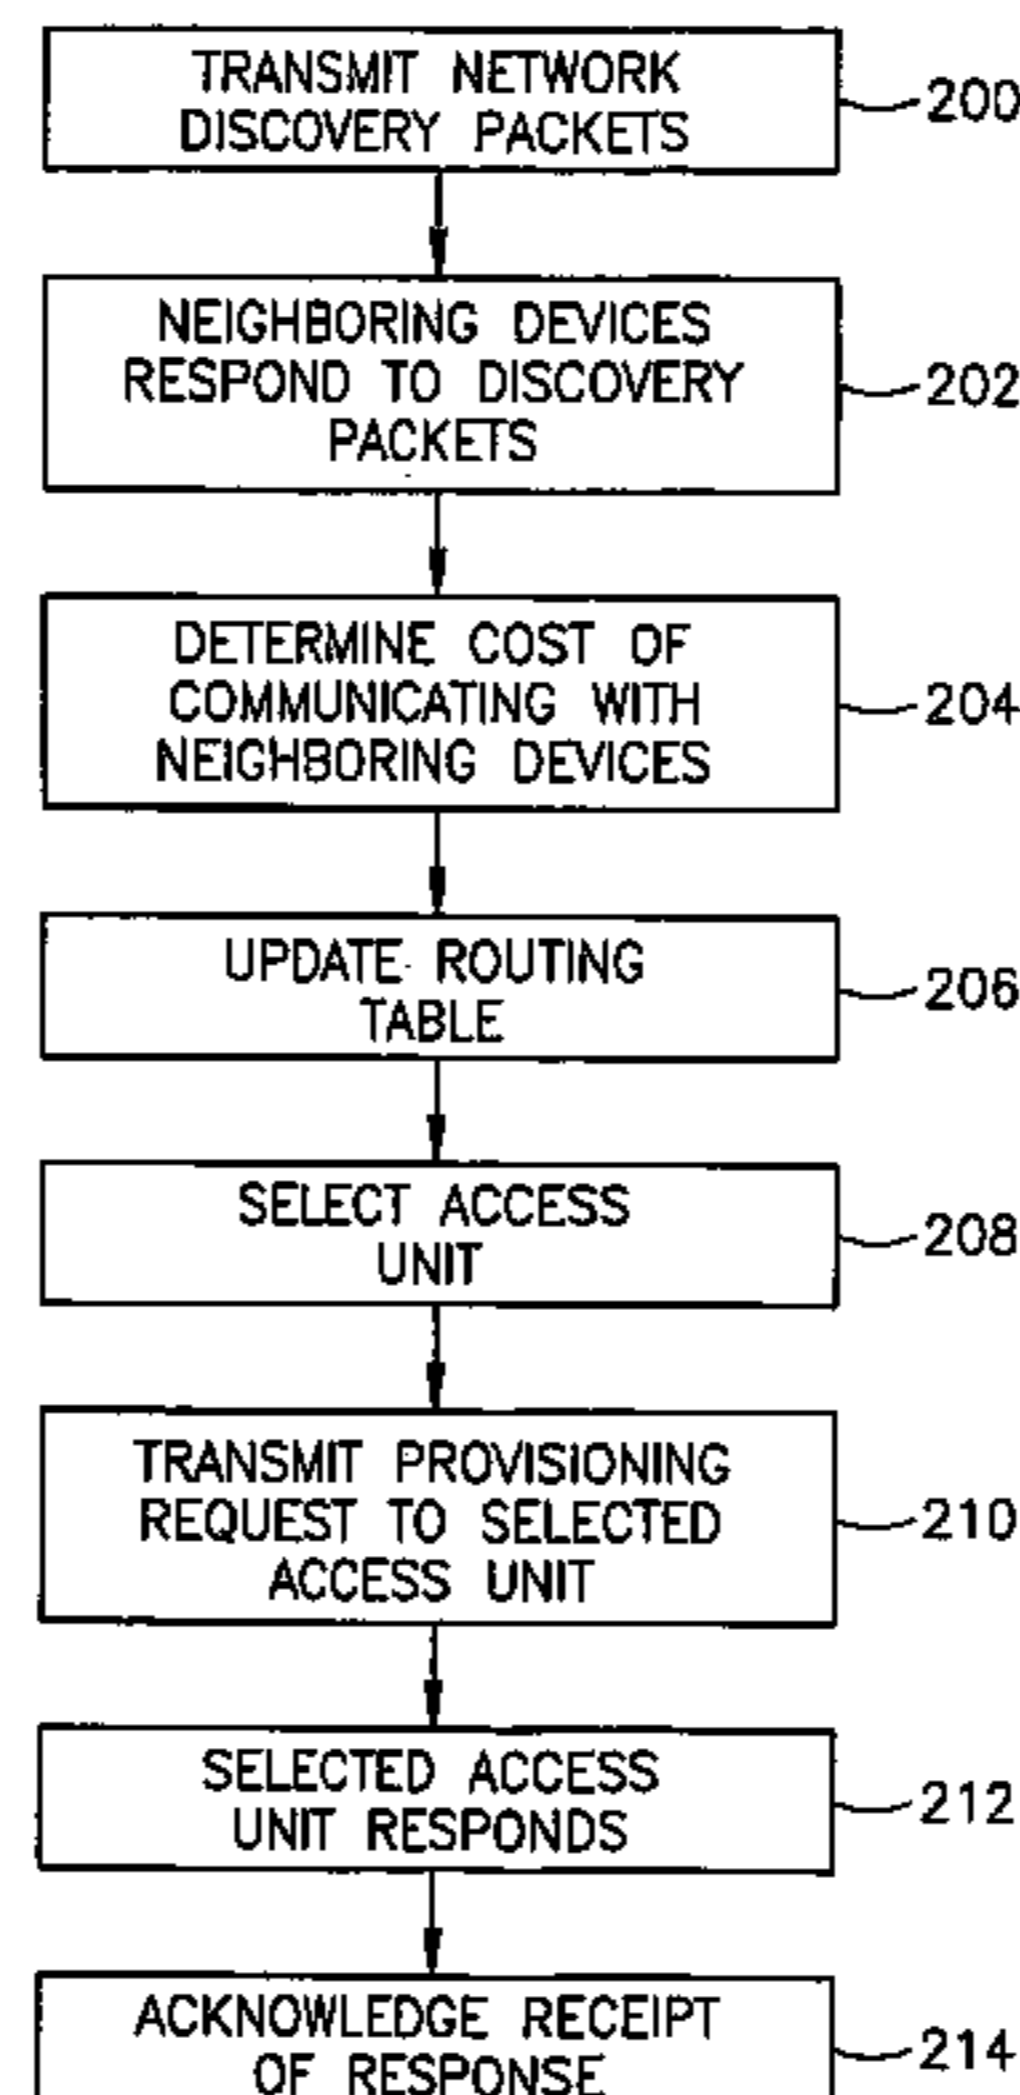 TRANSMIT NETWORK
DISCOVERY PACKETS
200
NEIGHBORING DEVICES
RESPOND TO DISCOVERY
PACKETS
202
DETERMINE COST OF
COMMUNICATING WITH
NEIGHBORING DEVICES
204
UPDATE ROUTING
TABLE
206
SELECT ACCESS
UNIT
208
TRANSMIT PROVISIONING
REQUEST TO SELECTED
ACCESS UNIT
210
SELECTED ACCESS
UNIT RESPONDS
212
ACKNOWLEDGE RECEIPT
OF RESPONSE
214